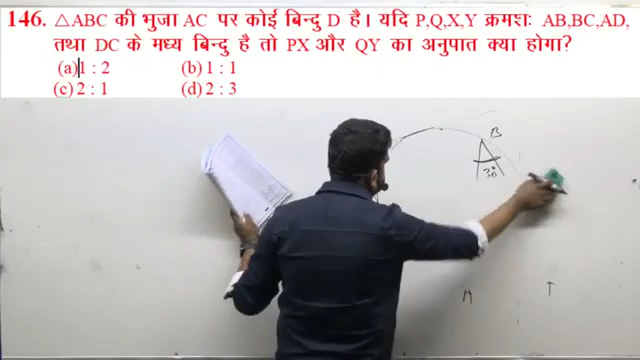 146. △ABC की भुजा AC पर कोई बिन्दु D है। यदि P,Q,X,Y क्रमशः AB,BC,AD,
तथा DC के मध्य बिन्दु है तो PX और QY का अनुपात क्या होगा?
(a) 1 : 2 (b) 1 : 1
(c) 2 : 1 (d) 2 : 3
B
30°